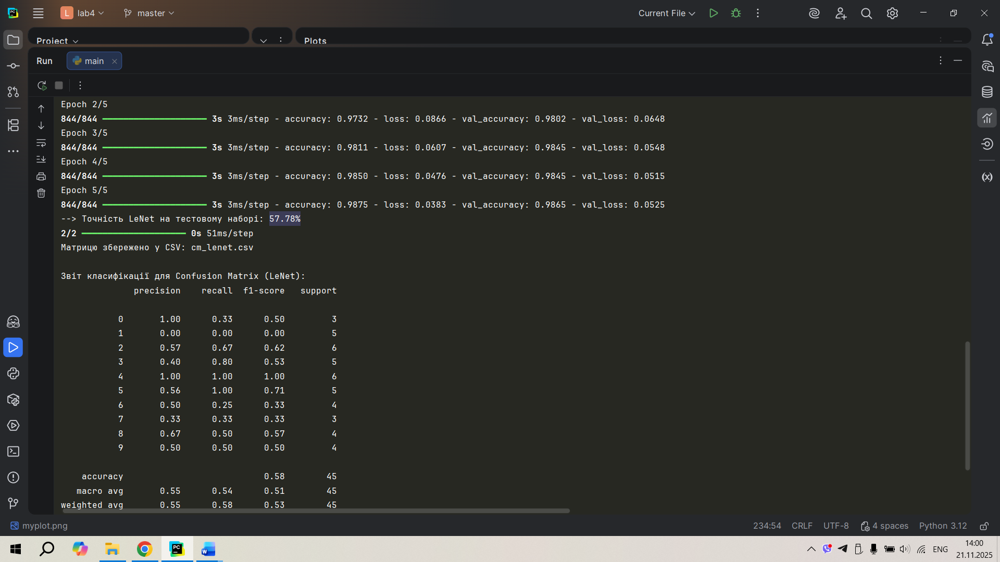 L lab4
master
Current File
Project
Plots
Run
main
Epoch 2/5
844/844 ━━━━━━━━━━━━━━━━━━━━ 3s 3ms/step - accuracy: 0.9732 - loss: 0.0866 - val_accuracy: 0.9802 - val_loss: 0.0648
Epoch 3/5
844/844 ━━━━━━━━━━━━━━━━━━━━ 3s 3ms/step - accuracy: 0.9811 - loss: 0.0607 - val_accuracy: 0.9845 - val_loss: 0.0548
Epoch 4/5
844/844 ━━━━━━━━━━━━━━━━━━━━ 3s 3ms/step - accuracy: 0.9850 - loss: 0.0476 - val_accuracy: 0.9845 - val_loss: 0.0515
Epoch 5/5
844/844 ━━━━━━━━━━━━━━━━━━━━ 3s 3ms/step - accuracy: 0.9875 - loss: 0.0383 - val_accuracy: 0.9865 - val_loss: 0.0525
--> Точність LeNet на тестовому наборі: 57.78%
2/2 ━━━━━━━━━━━━━━━━━━━━ 0s 51ms/step
Матрицю збережено у CSV: cm_lenet.csv
Звіт класифікації для Confusion Matrix (LeNet):
precision recall f1-score support
0 1.00 0.33 0.50 3
1 0.00 0.00 0.00 5
2 0.57 0.67 0.62 6
3 0.40 0.80 0.53 5
4 1.00 1.00 1.00 6
5 0.56 1.00 0.71 5
6 0.50 0.25 0.33 4
7 0.33 0.33 0.33 3
8 0.67 0.50 0.57 4
9 0.50 0.50 0.50 4
accuracy 0.58 45
macro avg 0.55 0.54 0.51 45
weighted avg 0.55 0.58 0.53 45
myplot.png
234:54 CRLF UTF-8 4 spaces Python 3.12
ENG
14:00
21.11.2025